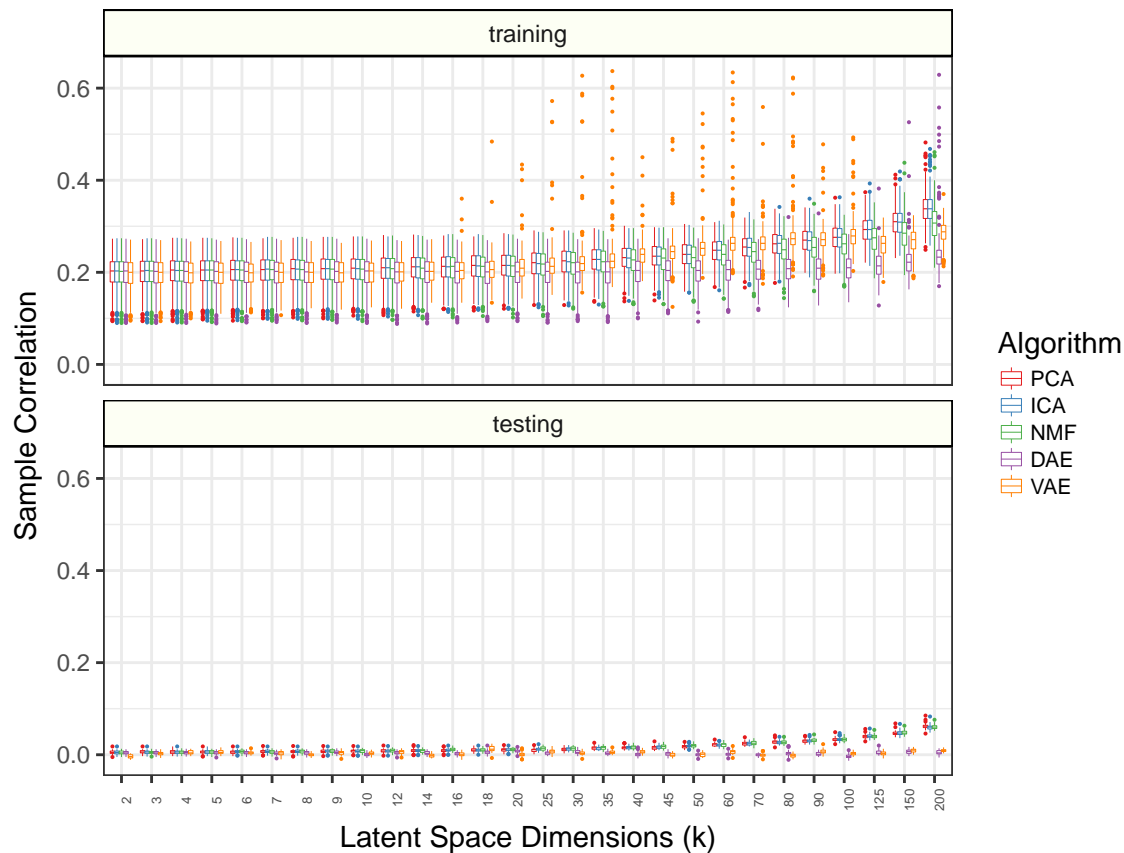 training
0.6
0.4
0.2
0.0
testing
0.6
0.4
0.2
0.0
Sample Correlation
2 3 4 5 6 7 8 9 10 12 14 16 18 20 25 30 35 40 45 50 60 70 80 90 100 125 150 200
Latent Space Dimensions (k)
Algorithm
PCA
ICA
NMF
DAE
VAE